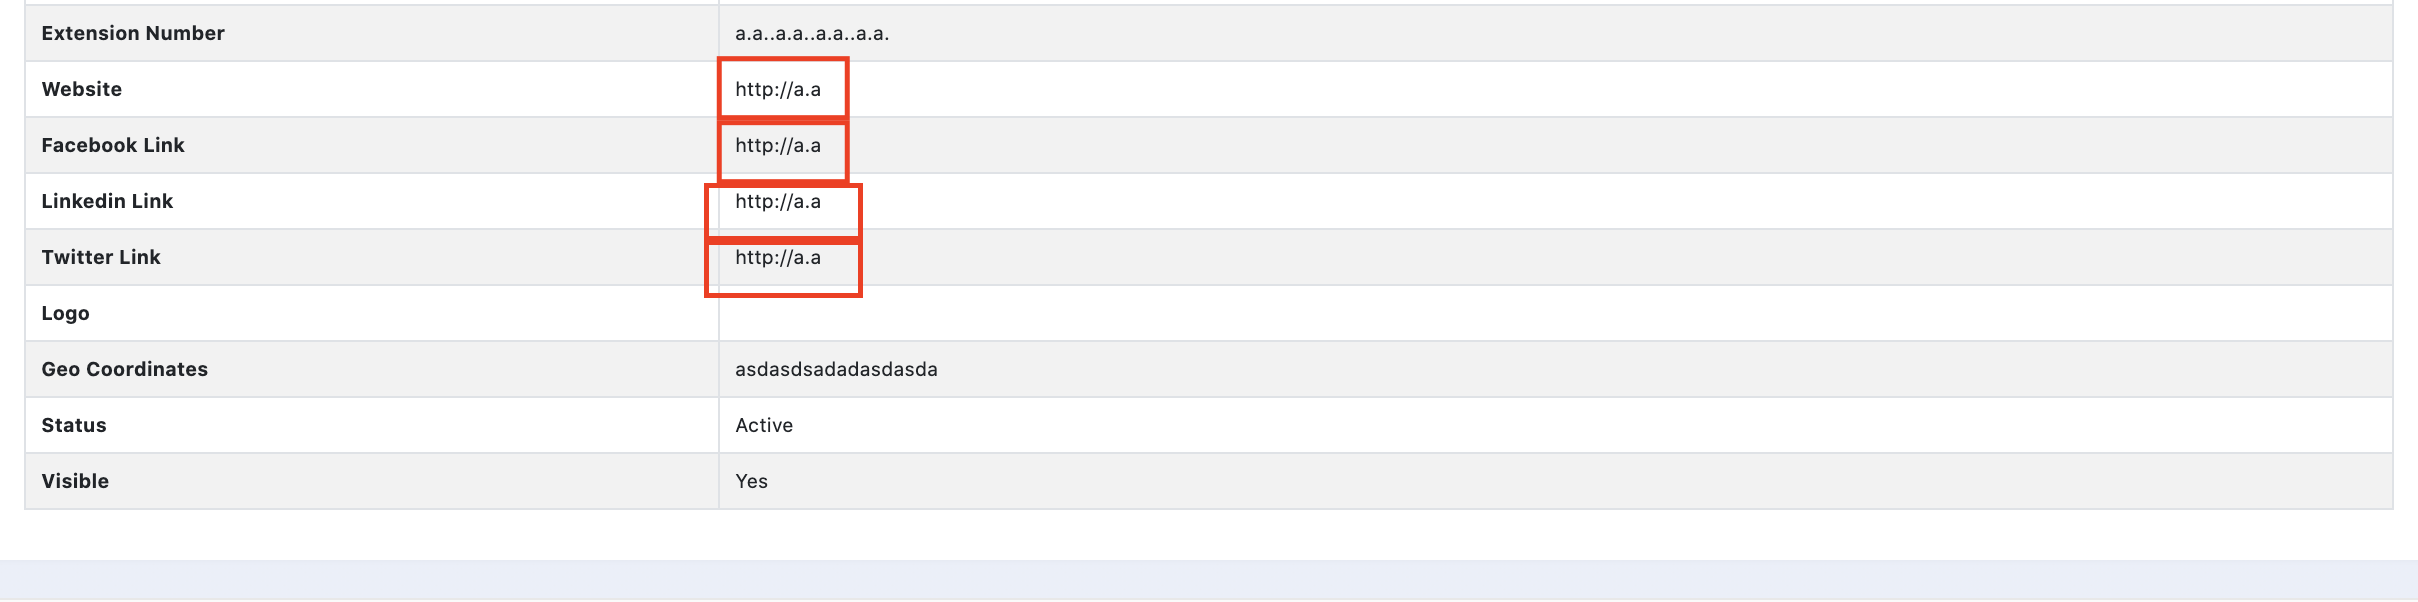 Extension Number a.a..a.a..a.a..a.a.
Website http://a.a
Facebook Link http://a.a
Linkedin Link http://a.a
Twitter Link http://a.a
Logo
Geo Coordinates asdasdsadadasdasda
Status Active
Visible Yes